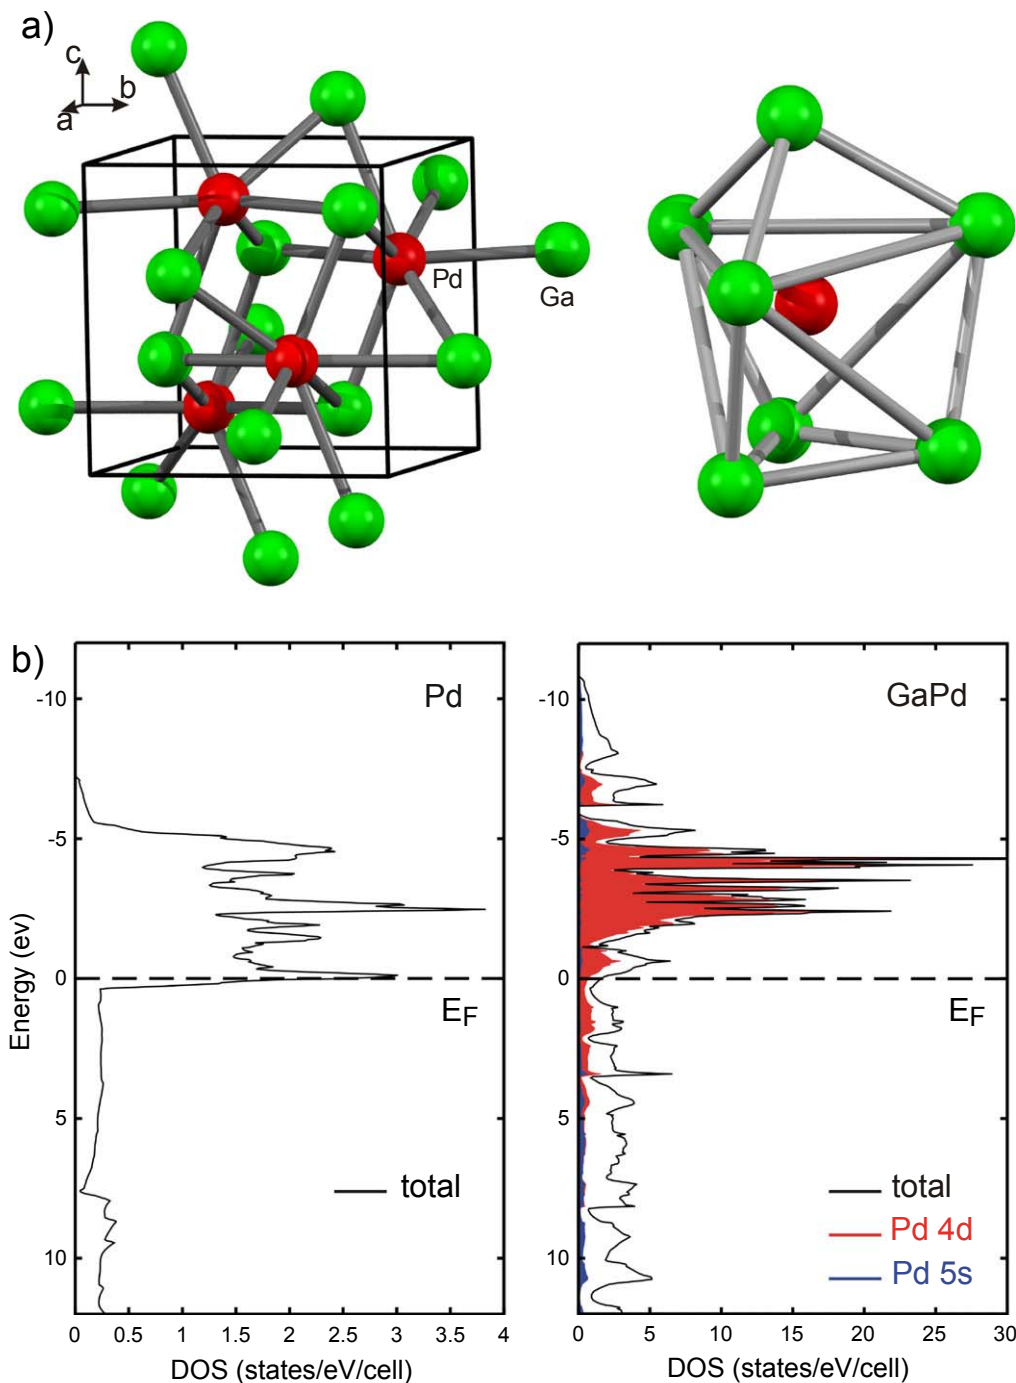 a)
c
b
a
Pd
Ga
b)
Pd
GaPd
-10
-10
-5
-5
0
0
E_F
E_F
5
5
10
10
Energy (ev)
total
total
Pd 4d
Pd 5s
0 0.5 1 1.5 2 2.5 3 3.5 4
0 5 10 15 20 25 30
DOS (states/eV/cell)
DOS (states/eV/cell)